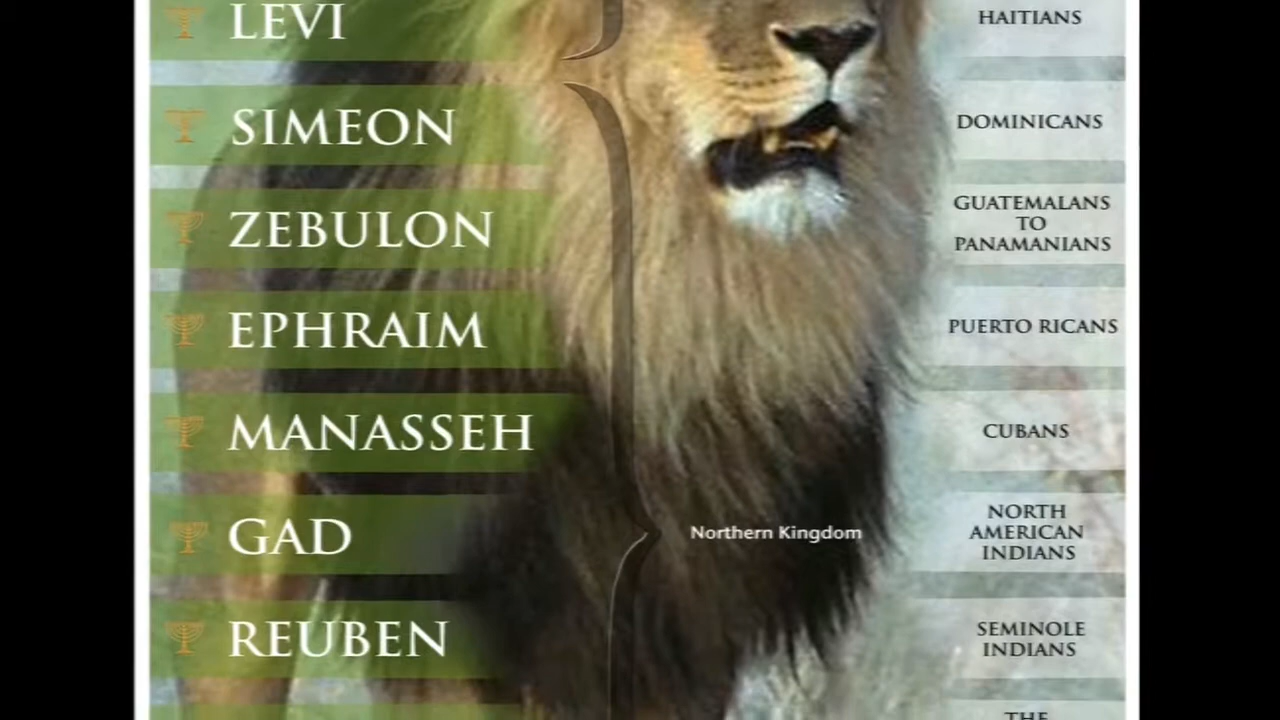 LEVI
HAITIANS
SIMEON
DOMINICANS
ZEBULON
GUATEMALANS
TO
PANAMANIANS
EPHRAIM
PUERTO RICANS
MANASSEH
CUBANS
GAD
Northern Kingdom
NORTH
AMERICAN
INDIANS
REUBEN
SEMINOLE
INDIANS
THE